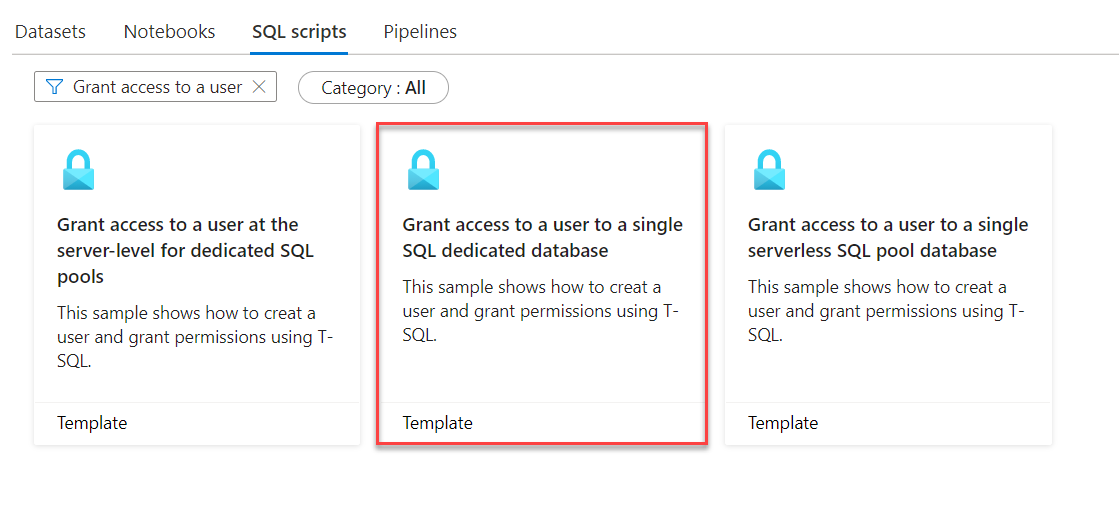 Datasets Notebooks SQL scripts Pipelines
Grant access to a user Category : All
Grant access to a user at the
server-level for dedicated SQL
pools
This sample shows how to creat a
user and grant permissions using T-
SQL.
Template
Grant access to a user to a single
SQL dedicated database
This sample shows how to creat a
user and grant permissions using T-
SQL.
Template
Grant access to a user to a single
serverless SQL pool database
This sample shows how to creat a
user and grant permissions using T-
SQL.
Template